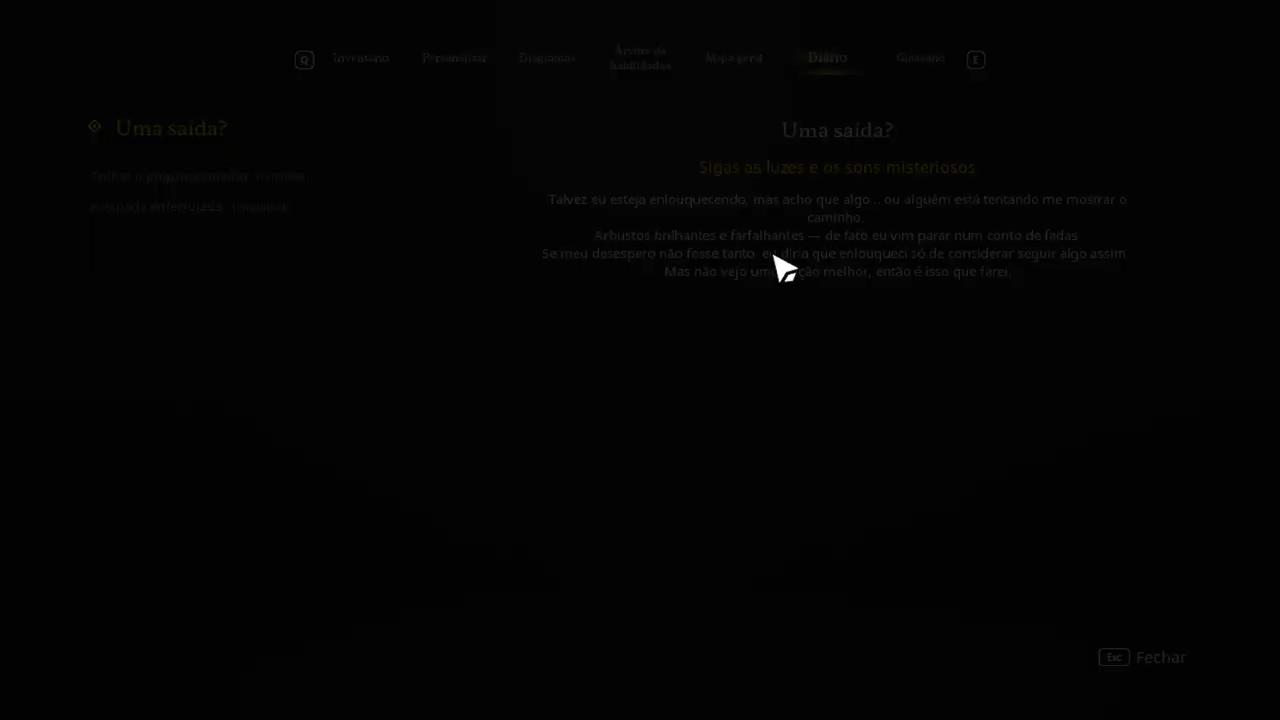 Q Inventário Personalizar Diagramas Árvore de habilidades Mapa geral Diário Glossário E
Uma saída?
Uma saída?
Sigas as luzes e os sons misteriosos
Talvez eu esteja enlouquecendo, mas acho que algo... ou alguém está tentando me mostrar o
caminho.
Arbustos brilhantes e farfalhantes — de fato eu vim parar num conto de fadas
Se meu desespero não fosse tanto, eu diria que enlouqueci só de considerar seguir algo assim.
Mas não vejo melhor, então é isso que farei.
Esc Fechar